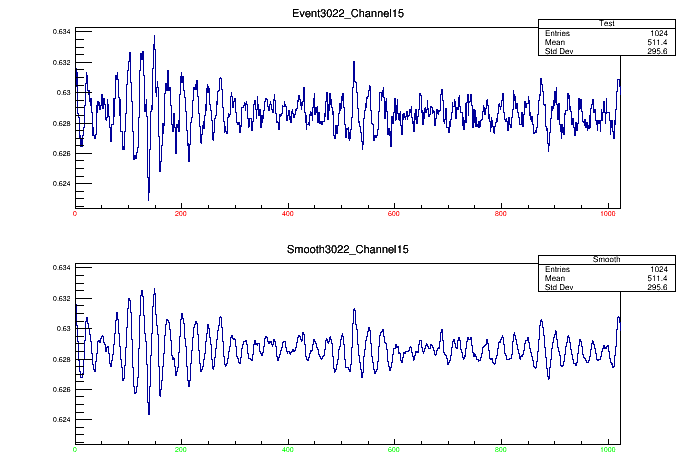 Event3022_Channel15
Test
Entries 1024
Mean 511.4
Std Dev 295.6
0.634
0.632
0.63
0.628
0.626
0.624
0 200 400 600 800 1000
Smooth3022_Channel15
Smooth
Entries 1024
Mean 511.4
Std Dev 295.6
0.634
0.632
0.63
0.628
0.626
0.624
0 200 400 600 800 1000